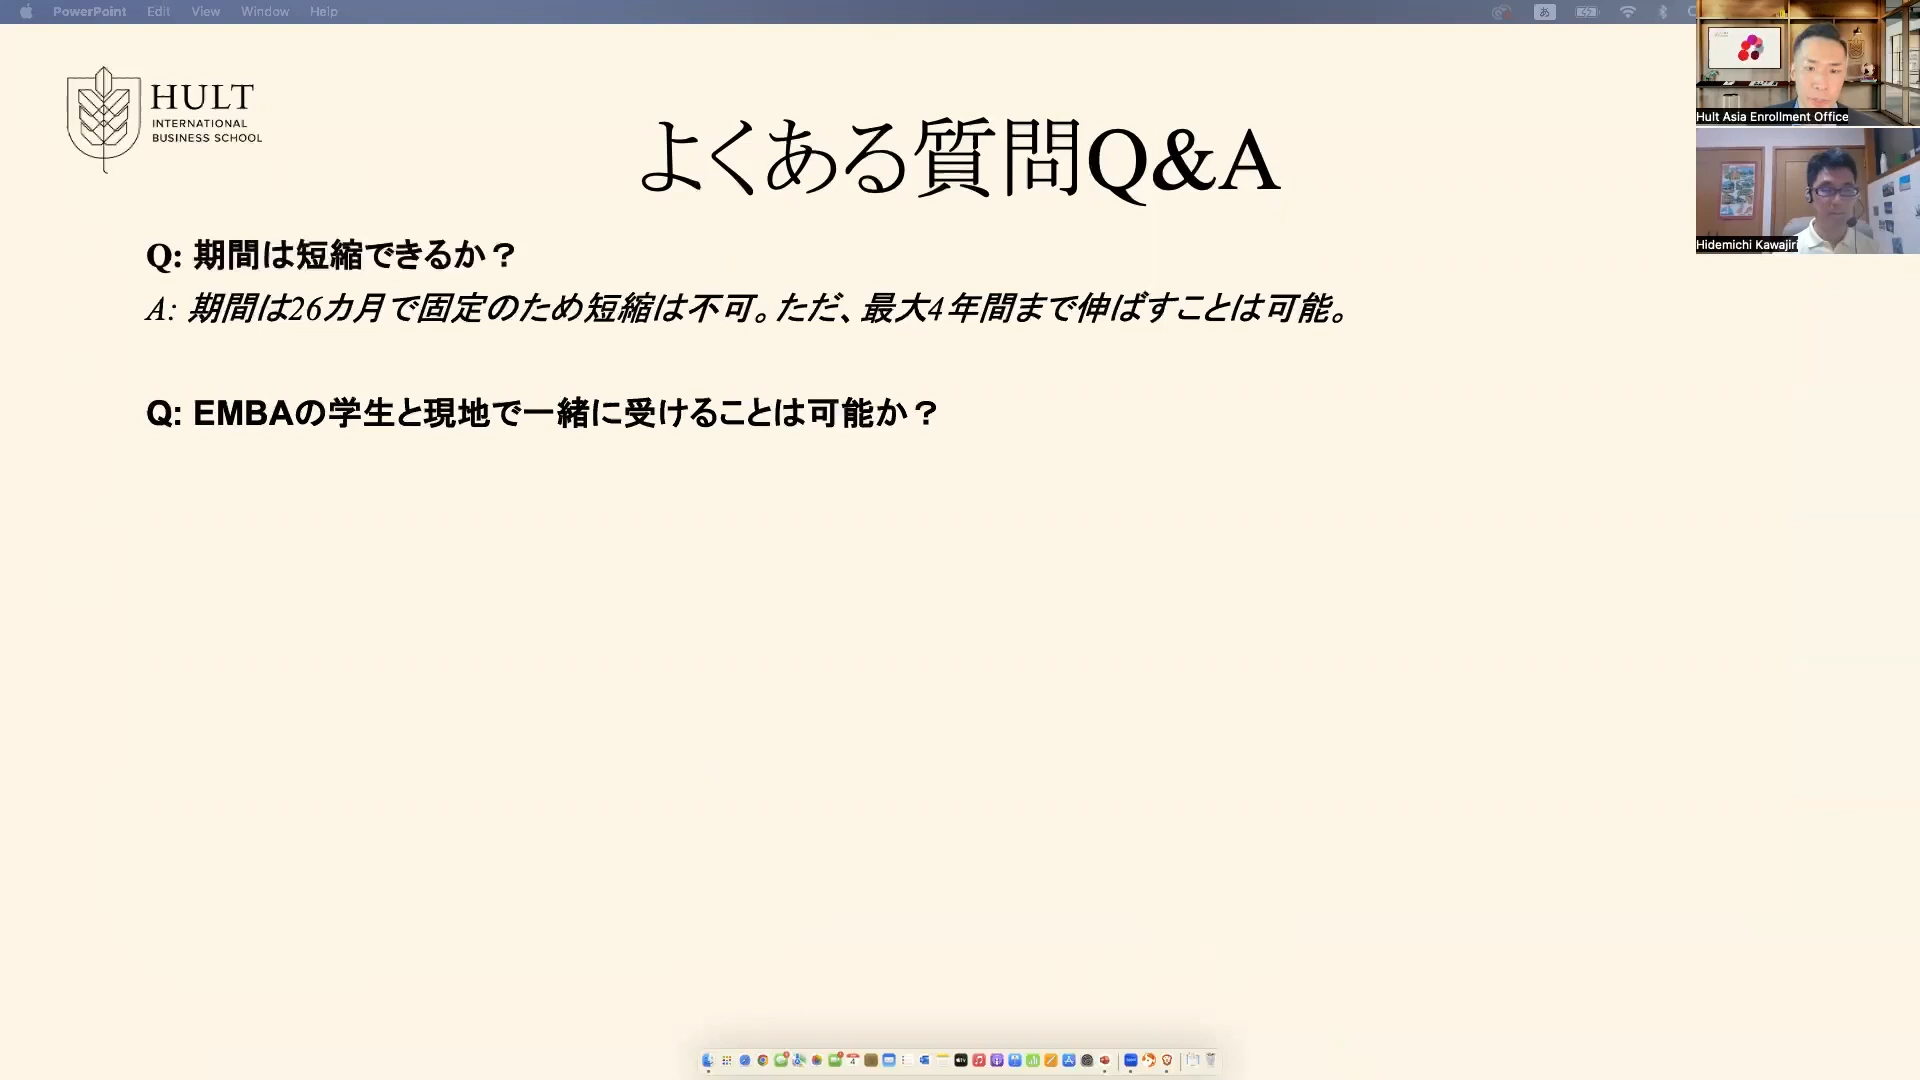 PowerPoint Edit View Window Help
あ
HULT
INTERNATIONAL
BUSINESS SCHOOL
よくある質問Q&A
Hult Asia Enrollment Office
Hidemichi Kawajiri
Q: 期間は短縮できるか？
A: 期間は26カ月で固定のため短縮は不可。ただ、最大4年間まで伸ばすことは可能。
Q: EMBAの学生と現地で一緒に受けることは可能か？